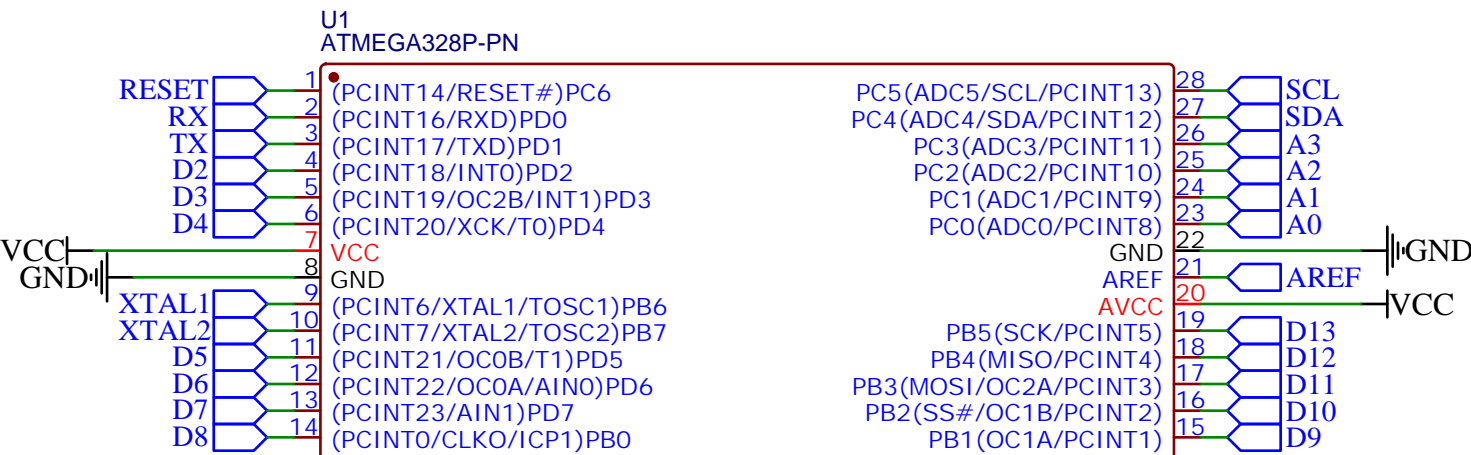 U1
ATMEGA328P-PN
RESET 1 (PCINT14/RESET#)PC6 PC5(ADC5/SCL/PCINT13) 28 SCL
RX 2 (PCINT16/RXD)PD0 PC4(ADC4/SDA/PCINT12) 27 SDA
TX 3 (PCINT17/TXD)PD1 PC3(ADC3/PCINT11) 26 A3
D2 4 (PCINT18/INT0)PD2 PC2(ADC2/PCINT10) 25 A2
D3 5 (PCINT19/OC2B/INT1)PD3 PC1(ADC1/PCINT9) 24 A1
D4 6 (PCINT20/XCK/T0)PD4 PC0(ADC0/PCINT8) 23 A0
VCC 7 VCC GND 22 GND
GND 8 GND AREF 21 AREF
XTAL1 9 (PCINT6/XTAL1/TOSC1)PB6 AVCC 20 VCC
XTAL2 10 (PCINT7/XTAL2/TOSC2)PB7 PB5(SCK/PCINT5) 19 D13
D5 11 (PCINT21/OC0B/T1)PD5 PB4(MISO/PCINT4) 18 D12
D6 12 (PCINT22/OC0A/AIN0)PD6 PB3(MOSI/OC2A/PCINT3) 17 D11
D7 13 (PCINT23/AIN1)PD7 PB2(SS#/OC1B/PCINT2) 16 D10
D8 14 (PCINT0/CLKO/ICP1)PB0 PB1(OC1A/PCINT1) 15 D9